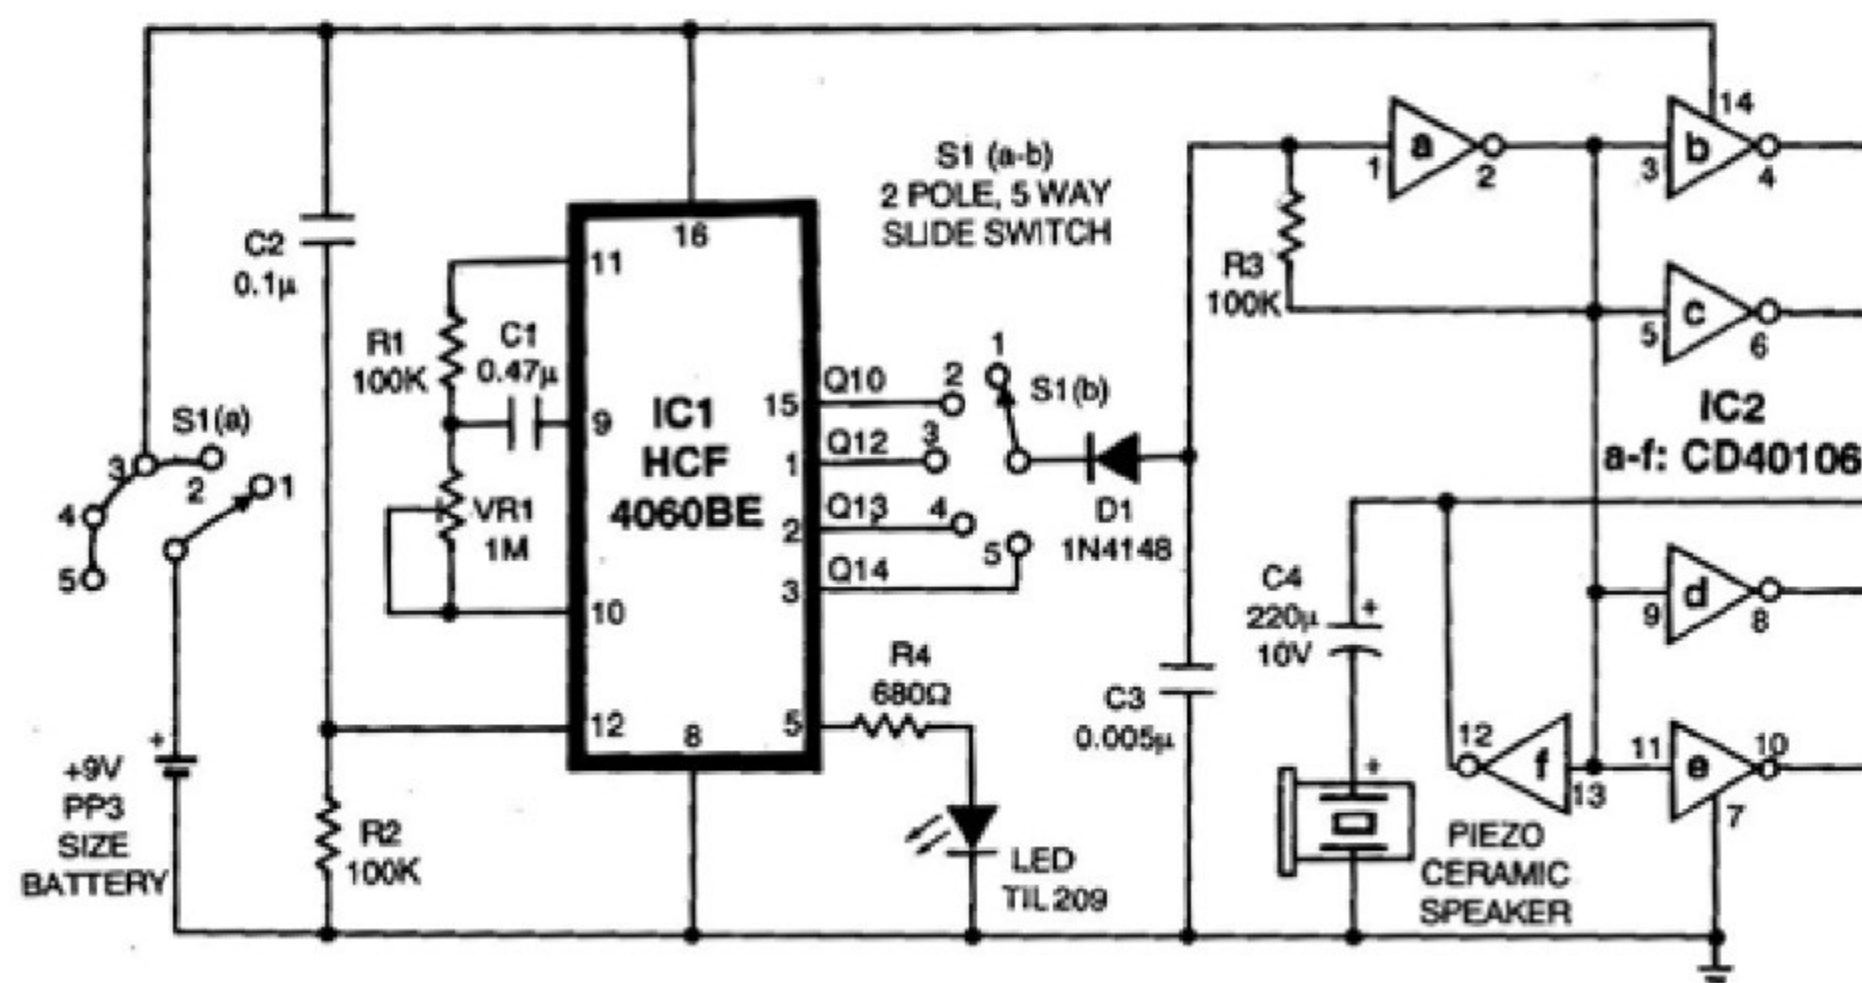 14
S1 (a-b)
2 POLE, 5 WAY
SLIDE SWITCH
a
b
1
2
3
4
16
C2
0.1µ
11
R3
100K
c
5
6
R1
100K
C1
0.47µ
1
Q10
2
S1(b)
15
IC1
HCF
4060BE
9
IC2
a-f: CD40106
S1(a)
3
2
1
4
5
Q12
3
1
Q13
4
2
Q14
5
3
D1
1N4148
VR1
1M
10
C4
220µ
10V
+
d
9
8
R4
680Ω
C3
0.005µ
12
8
5
12
f
13
11
e
10
7
+
+9V
PP3
SIZE
BATTERY
R2
100K
LED
TIL209
+
PIEZO
CERAMIC
SPEAKER